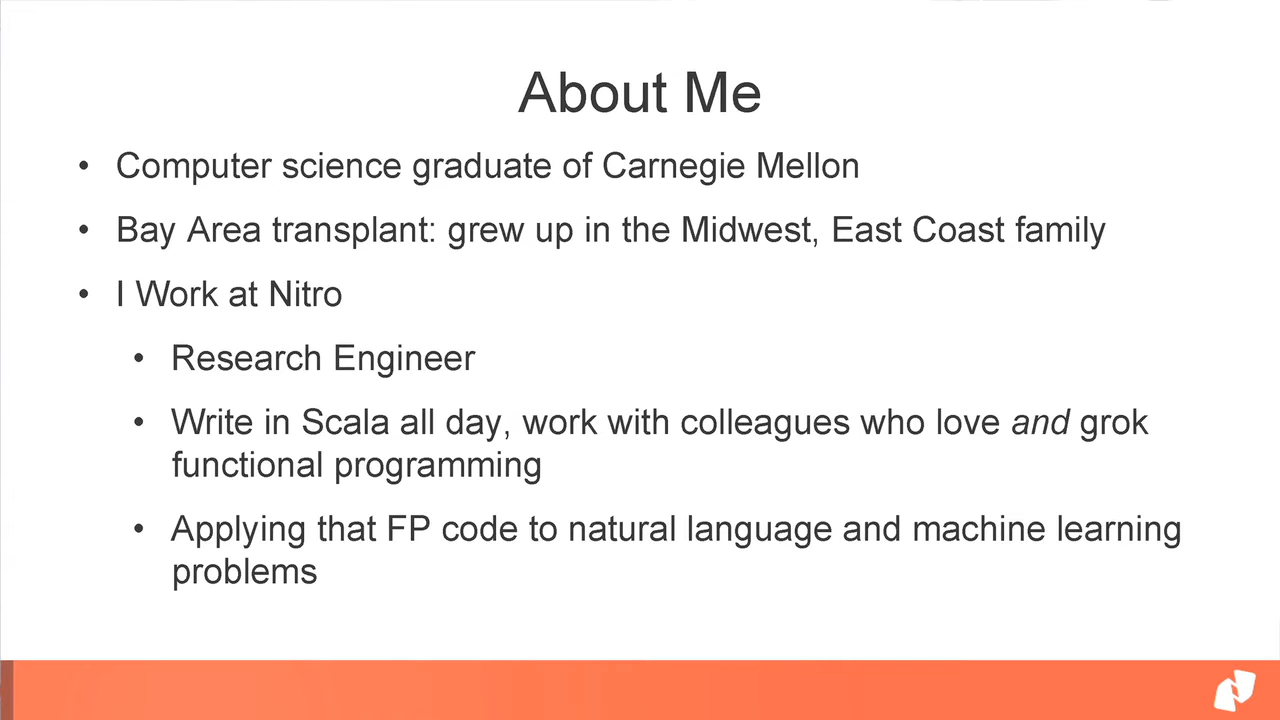 About Me
• Computer science graduate of Carnegie Mellon
• Bay Area transplant: grew up in the Midwest, East Coast family
• I Work at Nitro
• Research Engineer
• Write in Scala all day, work with colleagues who love and grok
functional programming
• Applying that FP code to natural language and machine learning
problems